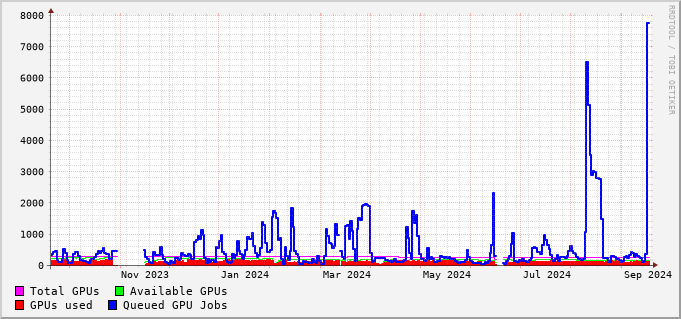 8000
7000
6000
5000
4000
3000
2000
1000
0
Nov 2023 Jan 2024 Mar 2024 May 2024 Jul 2024 Sep 2024
Total GPUs Available GPUs
GPUs used Queued GPU Jobs
RRDTOOL / TOBI OETIKER